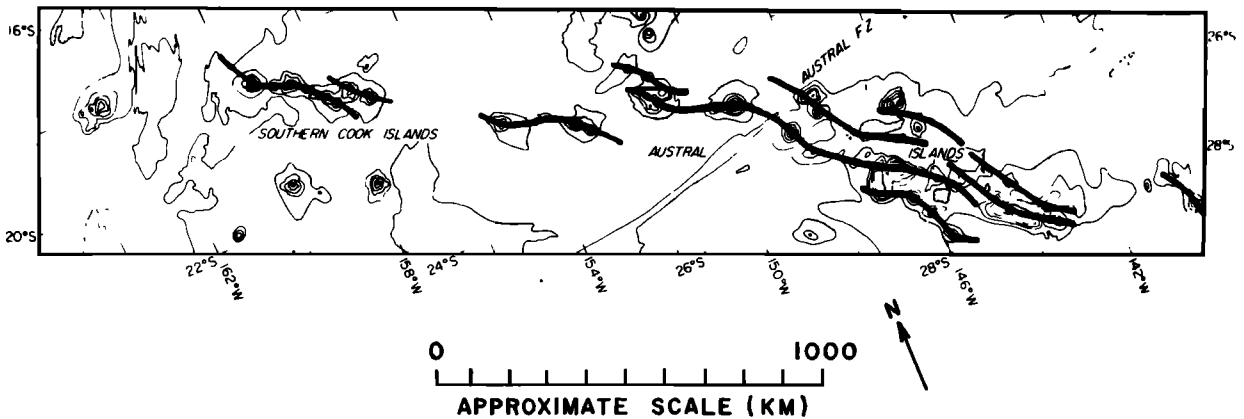 16°S
26°S
AUSTRAL FZ
SOUTHERN COOK ISLANDS
AUSTRAL
ISLANDS
28°S
20°S
22°S
162°W
158°W
24°S
154°W
26°S
150°W
28°S
146°W
142°W
N
0 1000
APPROXIMATE SCALE (KM)